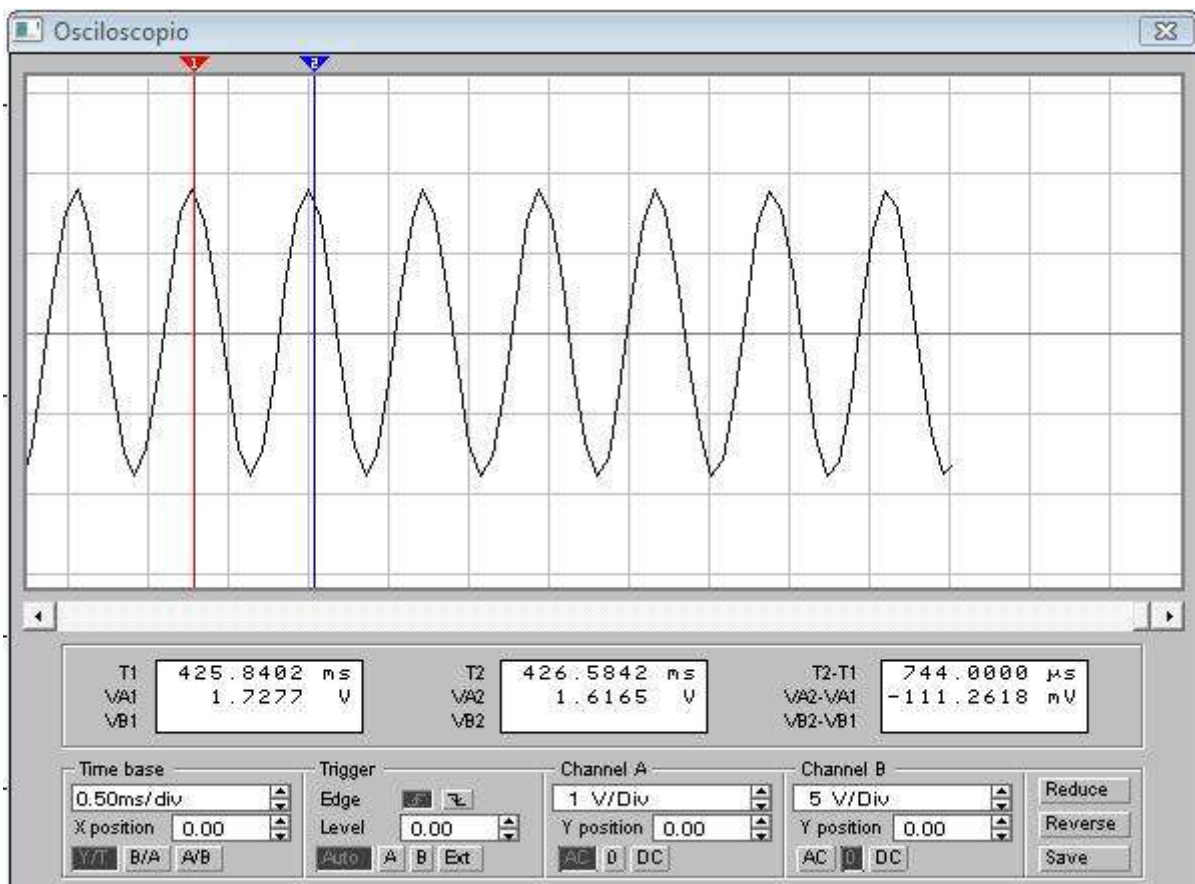 Osciloscopio
1 2
T1 425.8402 ms T2 426.5842 ms T2-T1 744.0000 µs
VA1 1.7277 V VA2 1.6165 V VA2-VA1 -111.2618 mV
VB1 VB2 VB2-VB1
Time base Trigger Channel A Channel B
0.50ms/div Edge 1 V/Div 5 V/Div Reduce
X position 0.00 Level 0.00 Y position 0.00 Y position 0.00 Reverse
Y/T B/A A/B Auto A B Ext AC 0 DC AC 0 DC Save